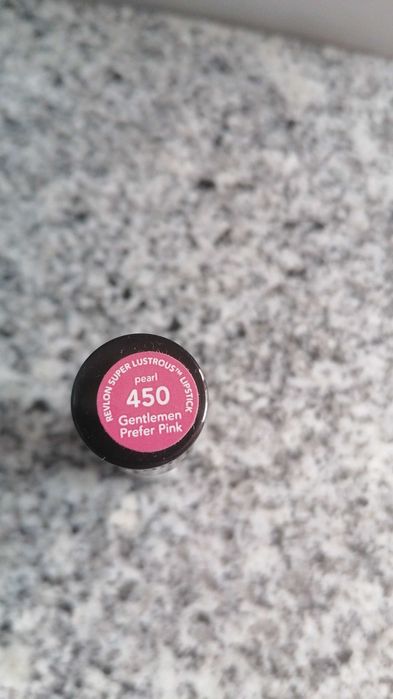 REVLON SUPER LUSTROUS™ LIPSTICK
pearl
450
Gentlemen
Prefer Pink